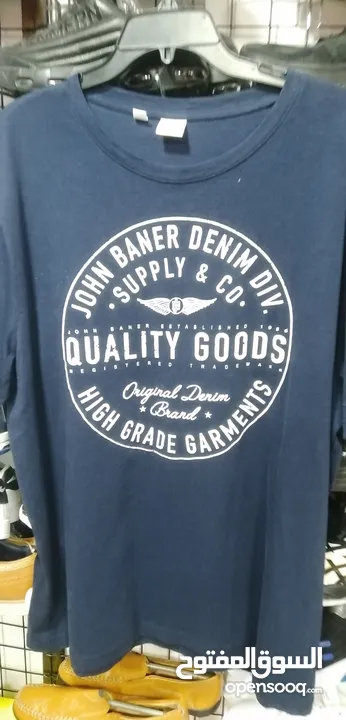 JOHN BANER DENIM DIV.
· SUPPLY & CO ·
JOHN BANER ESTABLISHED
QUALITY GOODS
REGISTERED TRADEMARK
Original Denim
★ Brand ★
HIGH GRADE GARMENTS
السوق المفتوح
opensooq.com